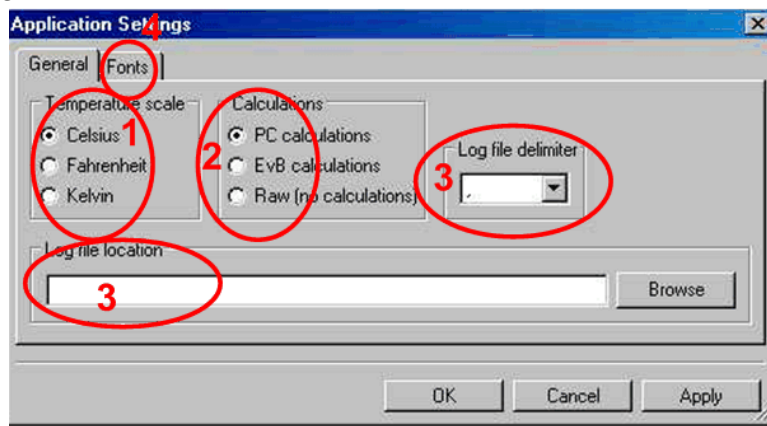 Application Settings
4
General Fonts
Temperature scale Calculations
Celsius 1 PC calculations
Log file delimiter
Fahrenheit 2 EvB calculations
3 ,
Kelvin Raw (no calculations)
Log file location
3 Browse
OK Cancel Apply